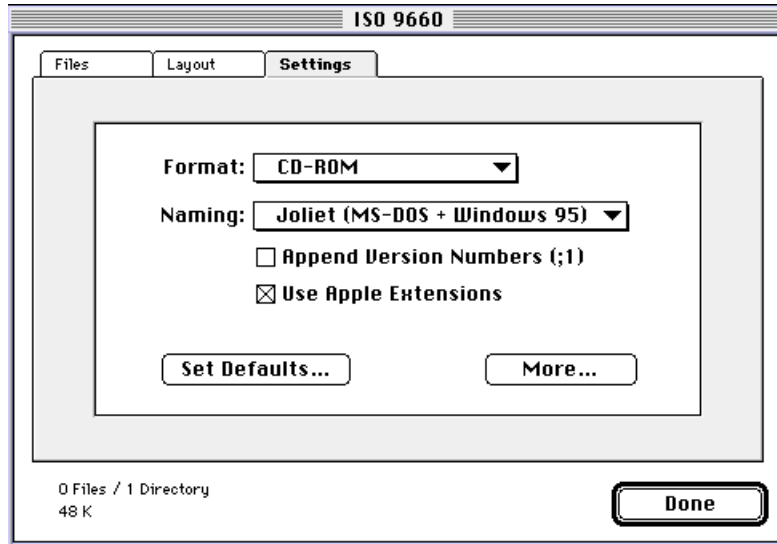 ISO 9660
Files Layout Settings
Format: CD-ROM
Naming: Joliet (MS-DOS + Windows 95)
Append Version Numbers (;1)
Use Apple Extensions
Set Defaults... More...
0 Files / 1 Directory
48 K
Done